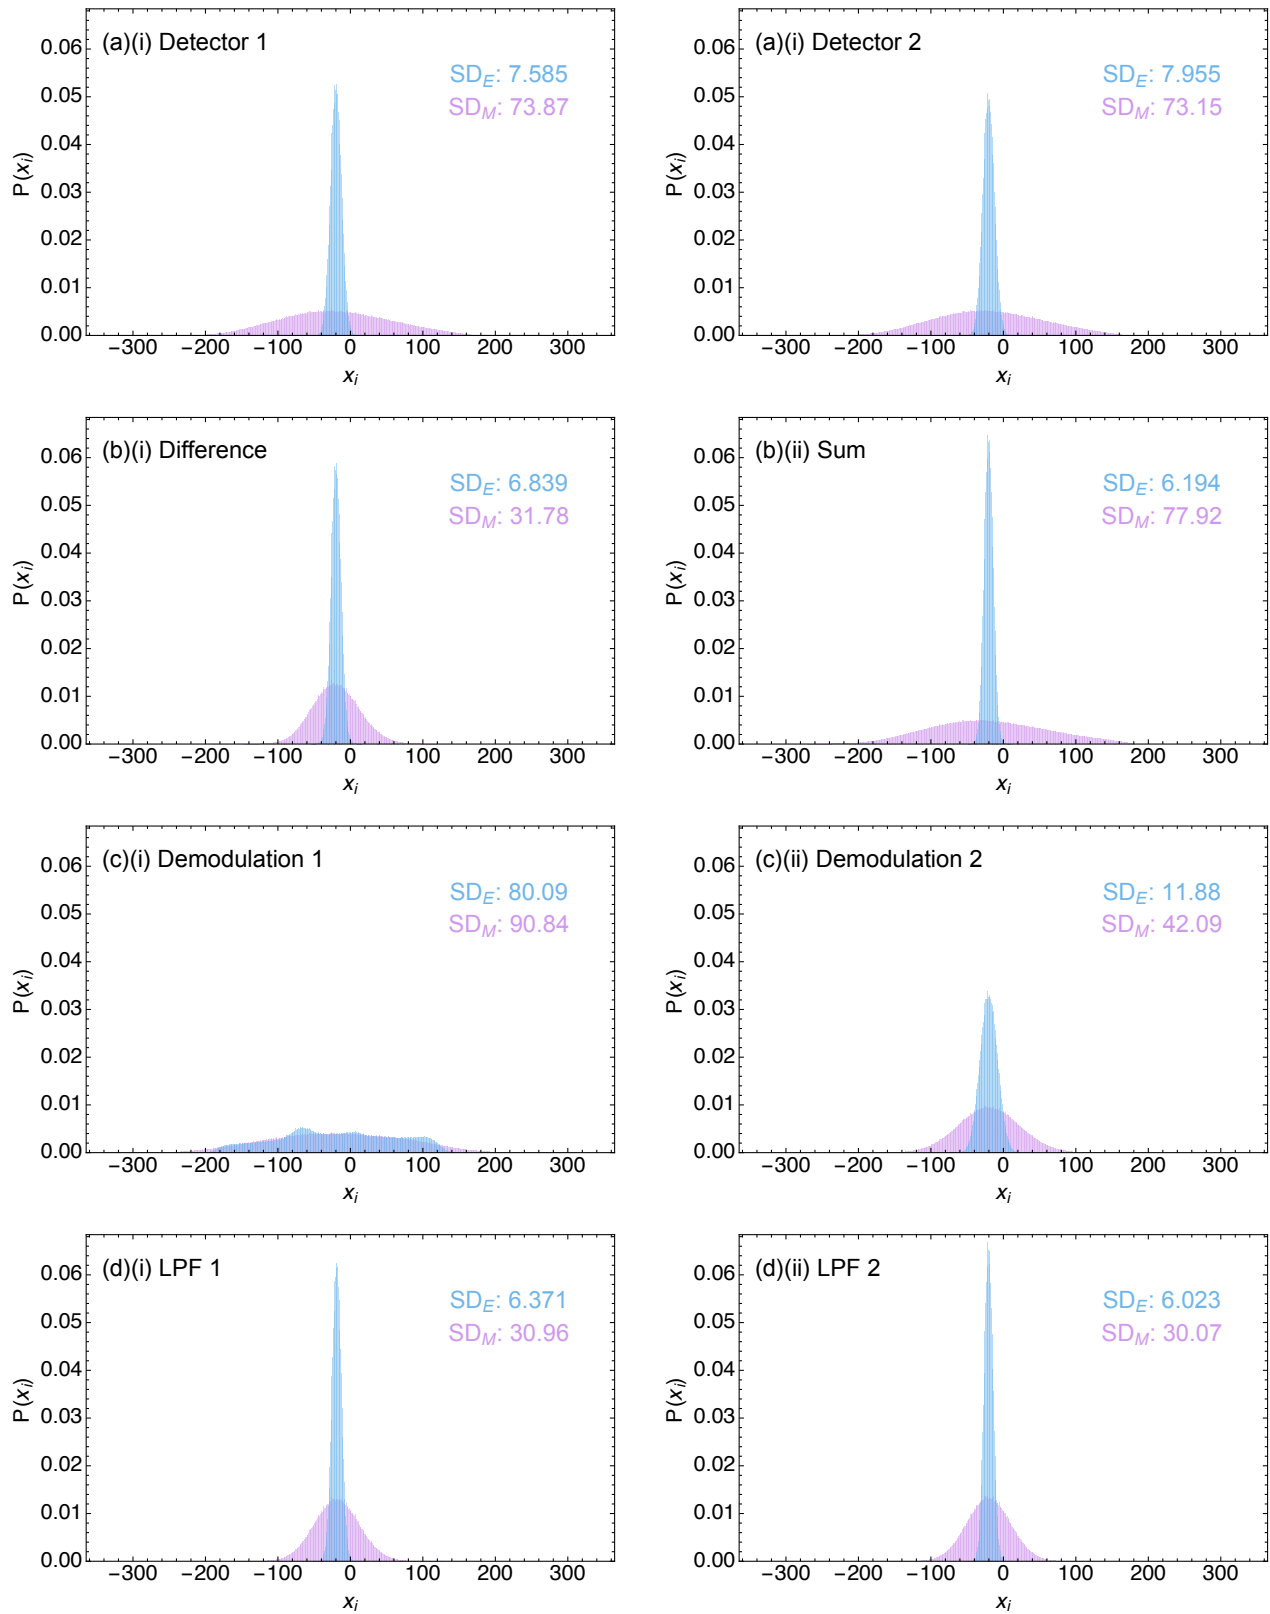 (a)(i) Detector 1
SD_E: 7.585
SD_M: 73.87
0.06
0.05
0.04
0.03
0.02
0.01
0.00
P(x_i)
−300 −200 −100 0 100 200 300
x_i
(a)(i) Detector 2
SD_E: 7.955
SD_M: 73.15
0.06
0.05
0.04
0.03
0.02
0.01
0.00
P(x_i)
−300 −200 −100 0 100 200 300
x_i
(b)(i) Difference
SD_E: 6.839
SD_M: 31.78
0.06
0.05
0.04
0.03
0.02
0.01
0.00
P(x_i)
−300 −200 −100 0 100 200 300
x_i
(b)(ii) Sum
SD_E: 6.194
SD_M: 77.92
0.06
0.05
0.04
0.03
0.02
0.01
0.00
P(x_i)
−300 −200 −100 0 100 200 300
x_i
(c)(i) Demodulation 1
SD_E: 80.09
SD_M: 90.84
0.06
0.05
0.04
0.03
0.02
0.01
0.00
P(x_i)
−300 −200 −100 0 100 200 300
x_i
(c)(ii) Demodulation 2
SD_E: 11.88
SD_M: 42.09
0.06
0.05
0.04
0.03
0.02
0.01
0.00
P(x_i)
−300 −200 −100 0 100 200 300
x_i
(d)(i) LPF 1
SD_E: 6.371
SD_M: 30.96
0.06
0.05
0.04
0.03
0.02
0.01
0.00
P(x_i)
−300 −200 −100 0 100 200 300
x_i
(d)(ii) LPF 2
SD_E: 6.023
SD_M: 30.07
0.06
0.05
0.04
0.03
0.02
0.01
0.00
P(x_i)
−300 −200 −100 0 100 200 300
x_i